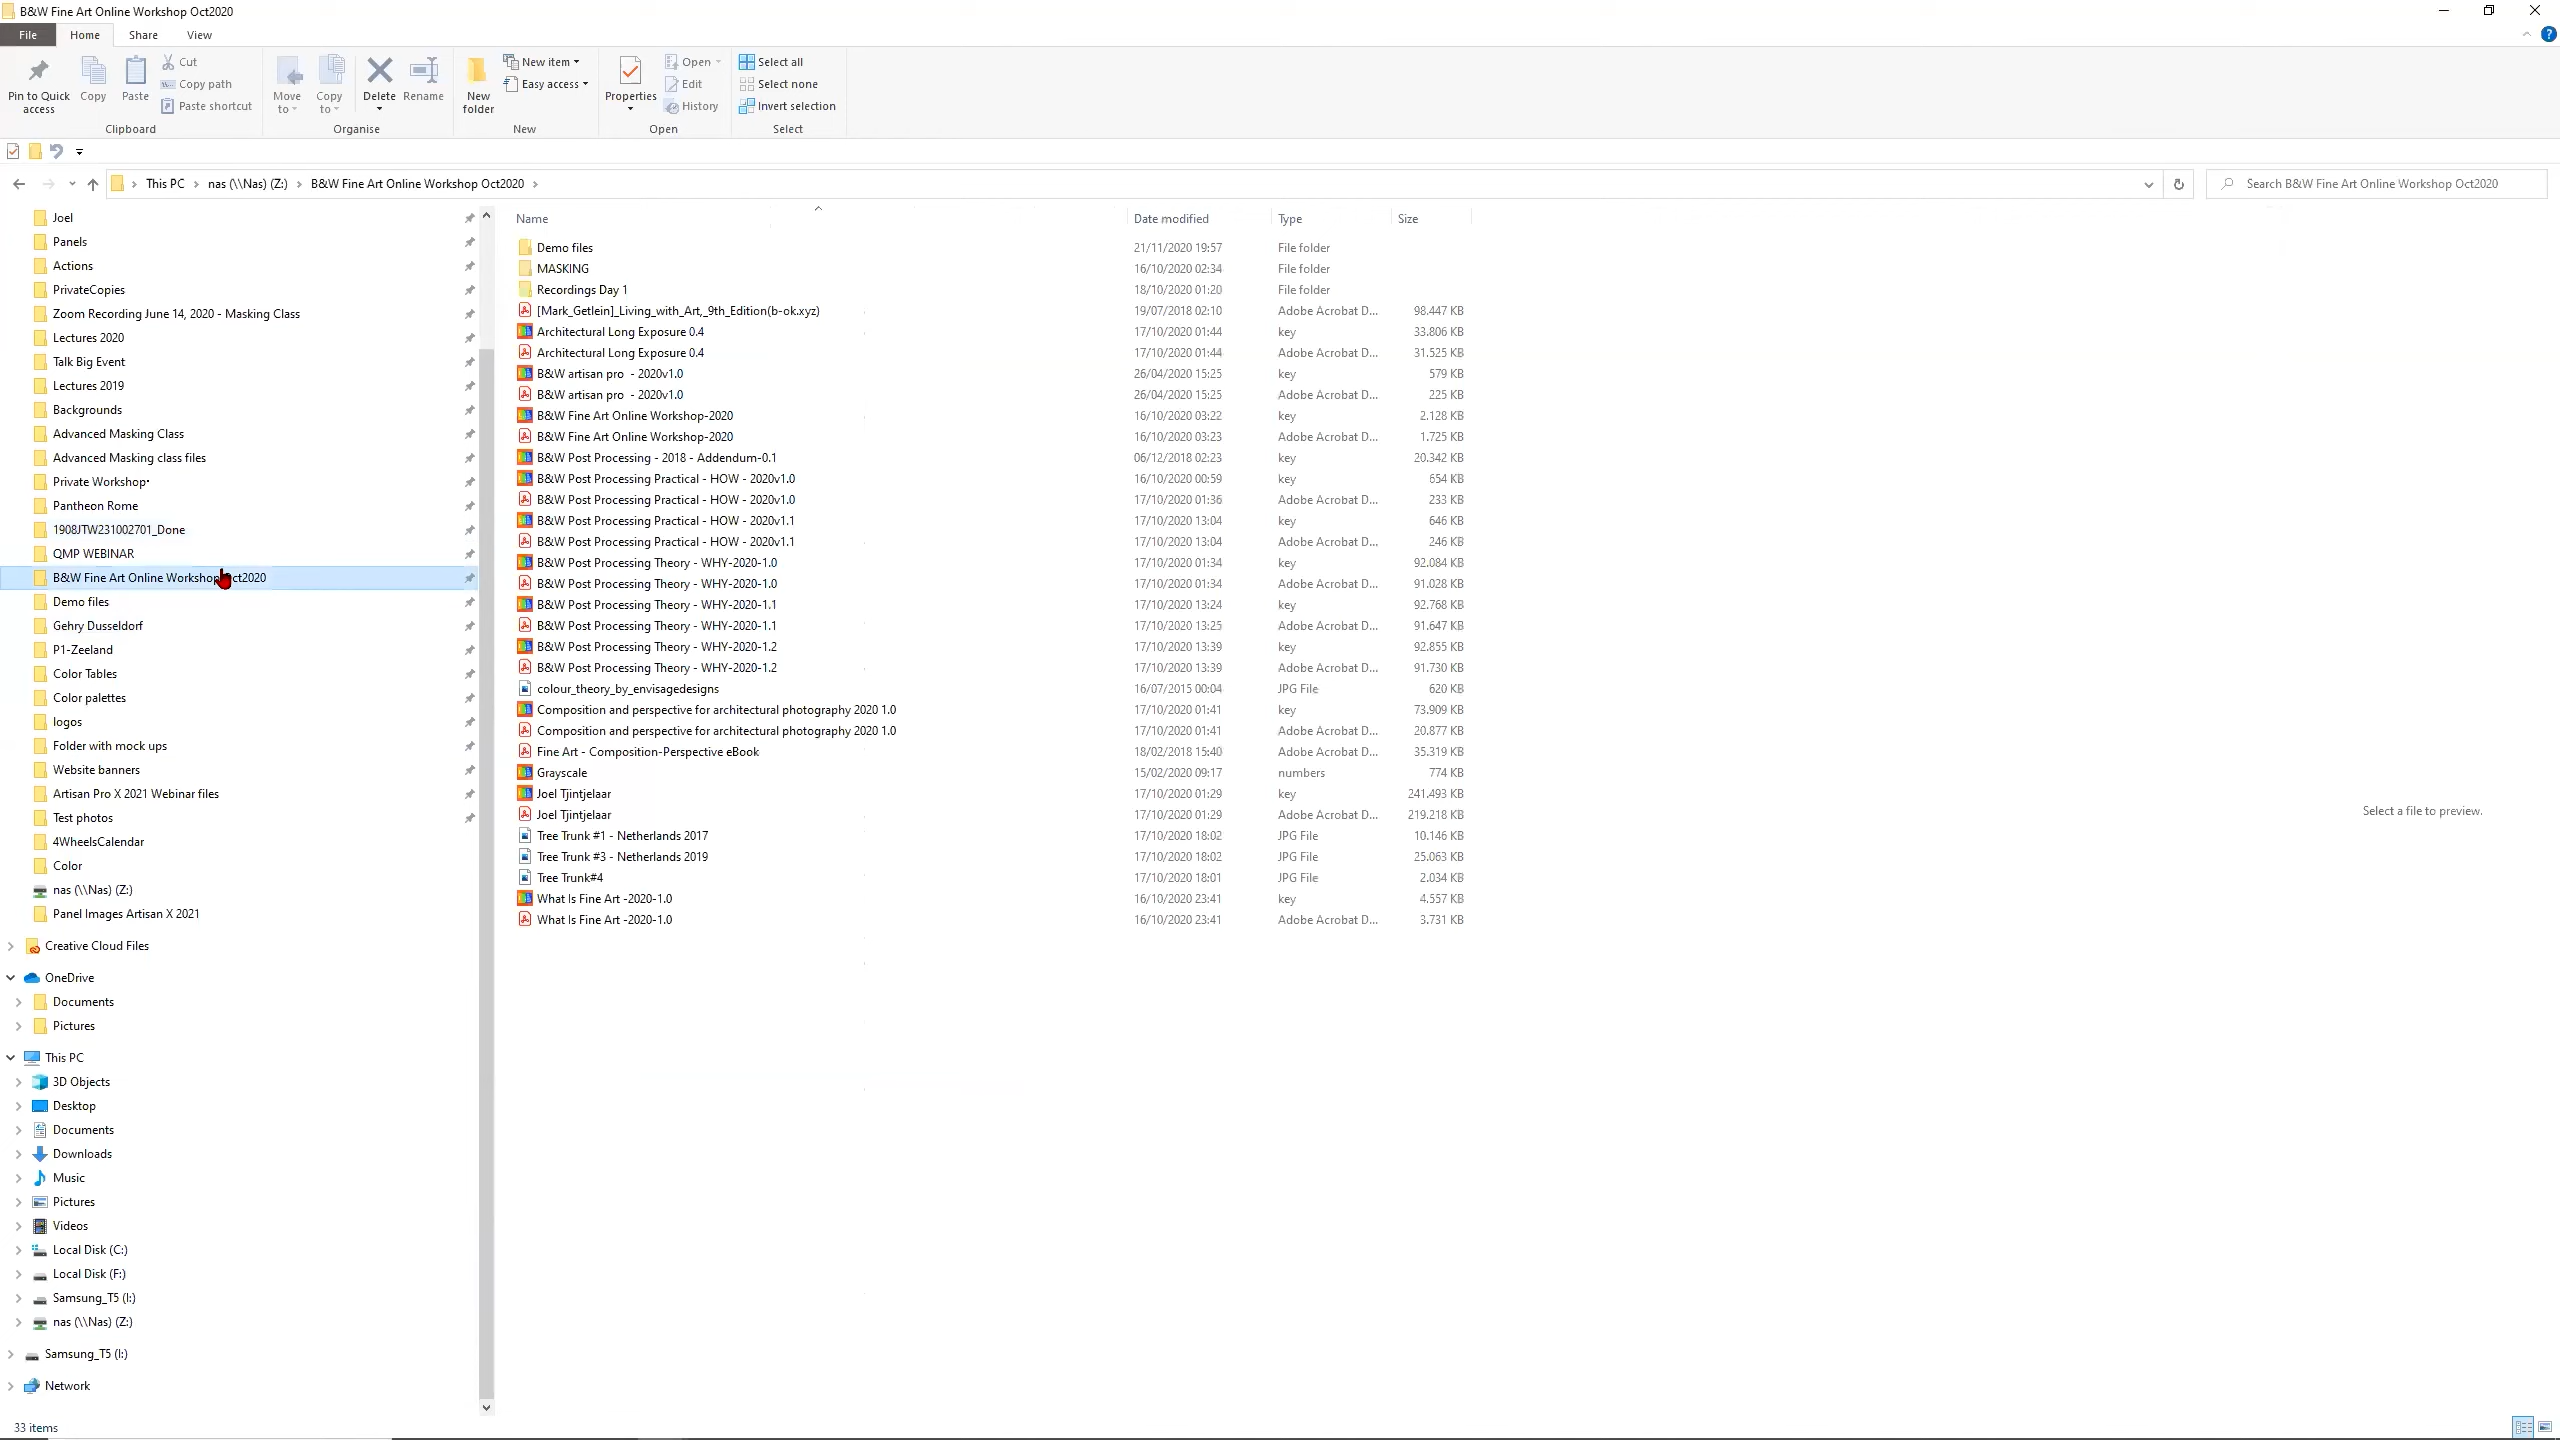 B&W Fine Art Online Workshop Oct2020
File Home Share View
Pin to Quick access Copy Paste Cut Copy path Paste shortcut Move to Copy to Delete Rename New folder New item Easy access Properties Open Edit History Select all Select none Invert selection
Clipboard Organise New Open Select
This PC nas (\\Nas) (Z:) B&W Fine Art Online Workshop Oct2020 Search B&W Fine Art Online Workshop Oct2020
Joel
Panels
Actions
PrivateCopies
Zoom Recording June 14, 2020 - Masking Class
Lectures 2020
Talk Big Event
Lectures 2019
Backgrounds
Advanced Masking Class
Advanced Masking class files
Private Workshop·
Pantheon Rome
1908JTW231002701_Done
QMP WEBINAR
B&W Fine Art Online Workshop Oct2020
Demo files
Gehry Dusseldorf
P1-Zeeland
Color Tables
Color palettes
logos
Folder with mock ups
Website banners
Artisan Pro X 2021 Webinar files
Test photos
4WheelsCalendar
Color
nas (\\Nas) (Z:)
Panel Images Artisan X 2021
Creative Cloud Files
OneDrive
Documents
Pictures
This PC
3D Objects
Desktop
Documents
Downloads
Music
Pictures
Videos
Local Disk (C:)
Local Disk (F:)
Samsung_T5 (I:)
nas (\\Nas) (Z:)
Samsung_T5 (I:)
Network
33 items
Name Date modified Type Size
Demo files 21/11/2020 19:57 File folder
MASKING 16/10/2020 02:34 File folder
Recordings Day 1 18/10/2020 01:20 File folder
[Mark_Getlein]_Living_with_Art,_9th_Edition(b-ok.xyz) 19/07/2018 02:10 Adobe Acrobat D... 98.447 KB
Architectural Long Exposure 0.4 17/10/2020 01:44 key 33.806 KB
Architectural Long Exposure 0.4 17/10/2020 01:44 Adobe Acrobat D... 31.525 KB
B&W artisan pro - 2020v1.0 26/04/2020 15:25 key 579 KB
B&W artisan pro - 2020v1.0 26/04/2020 15:25 Adobe Acrobat D... 225 KB
B&W Fine Art Online Workshop-2020 16/10/2020 03:22 key 2.128 KB
B&W Fine Art Online Workshop-2020 16/10/2020 03:23 Adobe Acrobat D... 1.725 KB
B&W Post Processing - 2018 - Addendum-0.1 06/12/2018 02:23 key 20.342 KB
B&W Post Processing Practical - HOW - 2020v1.0 16/10/2020 00:59 key 654 KB
B&W Post Processing Practical - HOW - 2020v1.0 17/10/2020 01:36 Adobe Acrobat D... 233 KB
B&W Post Processing Practical - HOW - 2020v1.1 17/10/2020 13:04 key 646 KB
B&W Post Processing Practical - HOW - 2020v1.1 17/10/2020 13:04 Adobe Acrobat D... 246 KB
B&W Post Processing Theory - WHY-2020-1.0 17/10/2020 01:34 key 92.084 KB
B&W Post Processing Theory - WHY-2020-1.0 17/10/2020 01:34 Adobe Acrobat D... 91.028 KB
B&W Post Processing Theory - WHY-2020-1.1 17/10/2020 13:24 key 92.768 KB
B&W Post Processing Theory - WHY-2020-1.1 17/10/2020 13:25 Adobe Acrobat D... 91.647 KB
B&W Post Processing Theory - WHY-2020-1.2 17/10/2020 13:39 key 92.855 KB
B&W Post Processing Theory - WHY-2020-1.2 17/10/2020 13:39 Adobe Acrobat D... 91.730 KB
colour_theory_by_envisagedesigns 16/07/2015 00:04 JPG File 620 KB
Composition and perspective for architectural photography 2020 1.0 17/10/2020 01:41 key 73.909 KB
Composition and perspective for architectural photography 2020 1.0 17/10/2020 01:41 Adobe Acrobat D... 20.877 KB
Fine Art - Composition-Perspective eBook 18/02/2018 15:40 Adobe Acrobat D... 35.319 KB
Grayscale 15/02/2020 09:17 numbers 774 KB
Joel Tjintjelaar 17/10/2020 01:29 key 241.493 KB
Joel Tjintjelaar 17/10/2020 01:29 Adobe Acrobat D... 219.218 KB
Tree Trunk #1 - Netherlands 2017 17/10/2020 18:02 JPG File 10.146 KB
Tree Trunk #3 - Netherlands 2019 17/10/2020 18:02 JPG File 25.063 KB
Tree Trunk#4 17/10/2020 18:01 JPG File 2.034 KB
What Is Fine Art -2020-1.0 16/10/2020 23:41 key 4.557 KB
What Is Fine Art -2020-1.0 16/10/2020 23:41 Adobe Acrobat D... 3.731 KB
Select a file to preview.